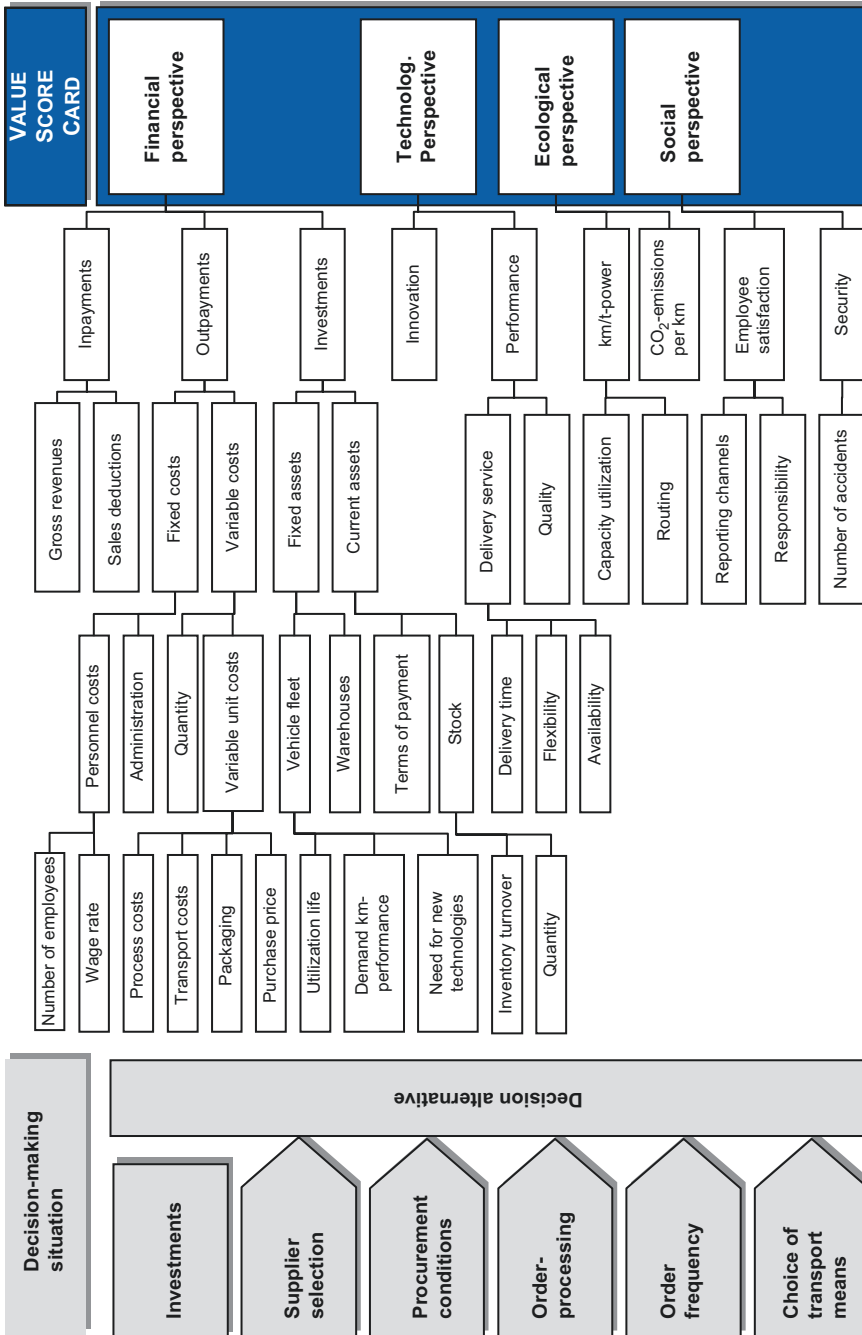 Decision-making
situation
Investments
Supplier
selection
Procurement
conditions
Order-
processing
Order
frequency
Choice of
transport
means
Decision alternative
Number of employees
Wage rate
Process costs
Transport costs
Packaging
Purchase price
Utilization life
Demand km-
performance
Need for new
technologies
Inventory turnover
Quantity
Personnel costs
Administration
Quantity
Variable unit costs
Vehicle fleet
Warehouses
Terms of payment
Stock
Delivery time
Flexibility
Availability
Gross revenues
Sales deductions
Fixed costs
Variable costs
Fixed assets
Current assets
Delivery service
Quality
Capacity utilization
Routing
Reporting channels
Responsibility
Number of accidents
Inpayments
Outpayments
Investments
Innovation
Performance
km/t-power
CO₂-emissions
per km
Employee
satisfaction
Security
VALUE
SCORE
CARD
Financial
perspective
Technolog.
Perspective
Ecological
perspective
Social
perspective